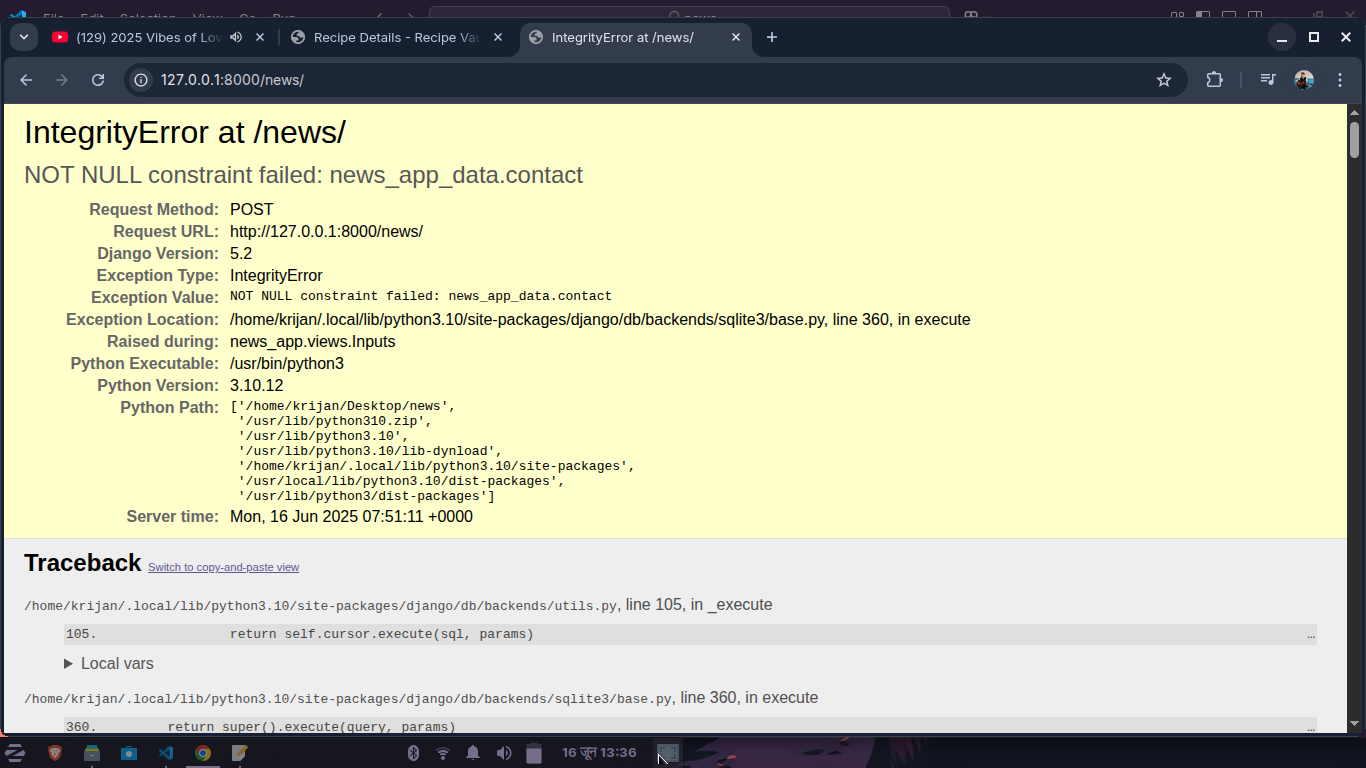 File Edit Selection View Go Run
news
(129) 2025 Vibes of Lov
Recipe Details - Recipe Vau
IntegrityError at /news/
127.0.0.1:8000/news/
IntegrityError at /news/
NOT NULL constraint failed: news_app_data.contact
Request Method: POST
Request URL: http://127.0.0.1:8000/news/
Django Version: 5.2
Exception Type: IntegrityError
Exception Value: NOT NULL constraint failed: news_app_data.contact
Exception Location: /home/krijan/.local/lib/python3.10/site-packages/django/db/backends/sqlite3/base.py, line 360, in execute
Raised during: news_app.views.Inputs
Python Executable: /usr/bin/python3
Python Version: 3.10.12
Python Path: ['/home/krijan/Desktop/news',
'/usr/lib/python310.zip',
'/usr/lib/python3.10',
'/usr/lib/python3.10/lib-dynload',
'/home/krijan/.local/lib/python3.10/site-packages',
'/usr/local/lib/python3.10/dist-packages',
'/usr/lib/python3/dist-packages']
Server time: Mon, 16 Jun 2025 07:51:11 +0000
Traceback Switch to copy-and-paste view
/home/krijan/.local/lib/python3.10/site-packages/django/db/backends/utils.py, line 105, in _execute
105. return self.cursor.execute(sql, params) …
Local vars
/home/krijan/.local/lib/python3.10/site-packages/django/db/backends/sqlite3/base.py, line 360, in execute
360. return super().execute(query, params) …
16 जून 13:36